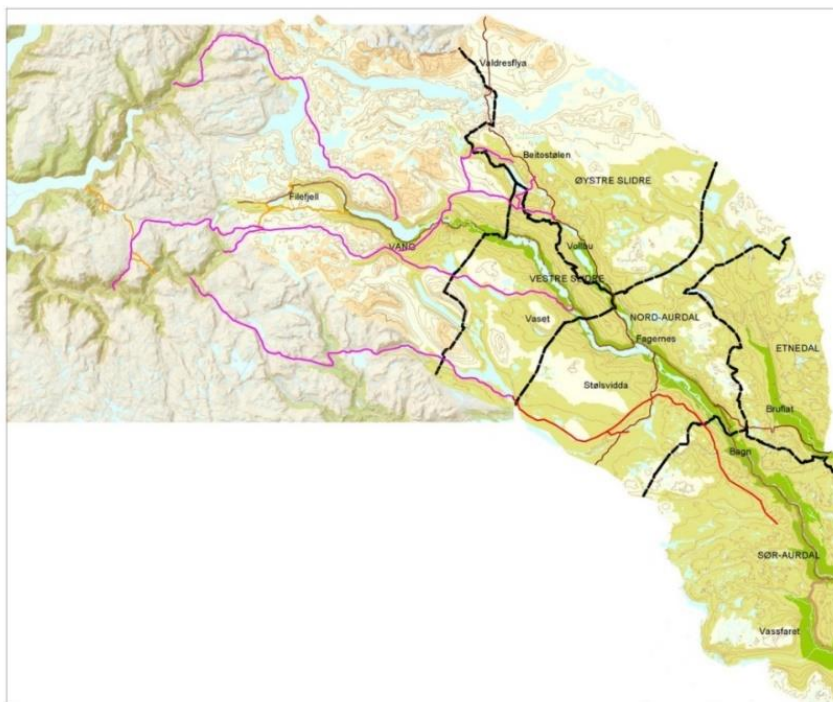 Valdresflya
Beitostølen
ØYSTRE SLIDRE
Filefjell
VANG
Volbu
VESTRE SLIDRE
Vaset
NORD-AURDAL
Fagernes
ETNEDAL
Stølsvidda
Bruflat
Bagn
SØR-AURDAL
Vassfaret